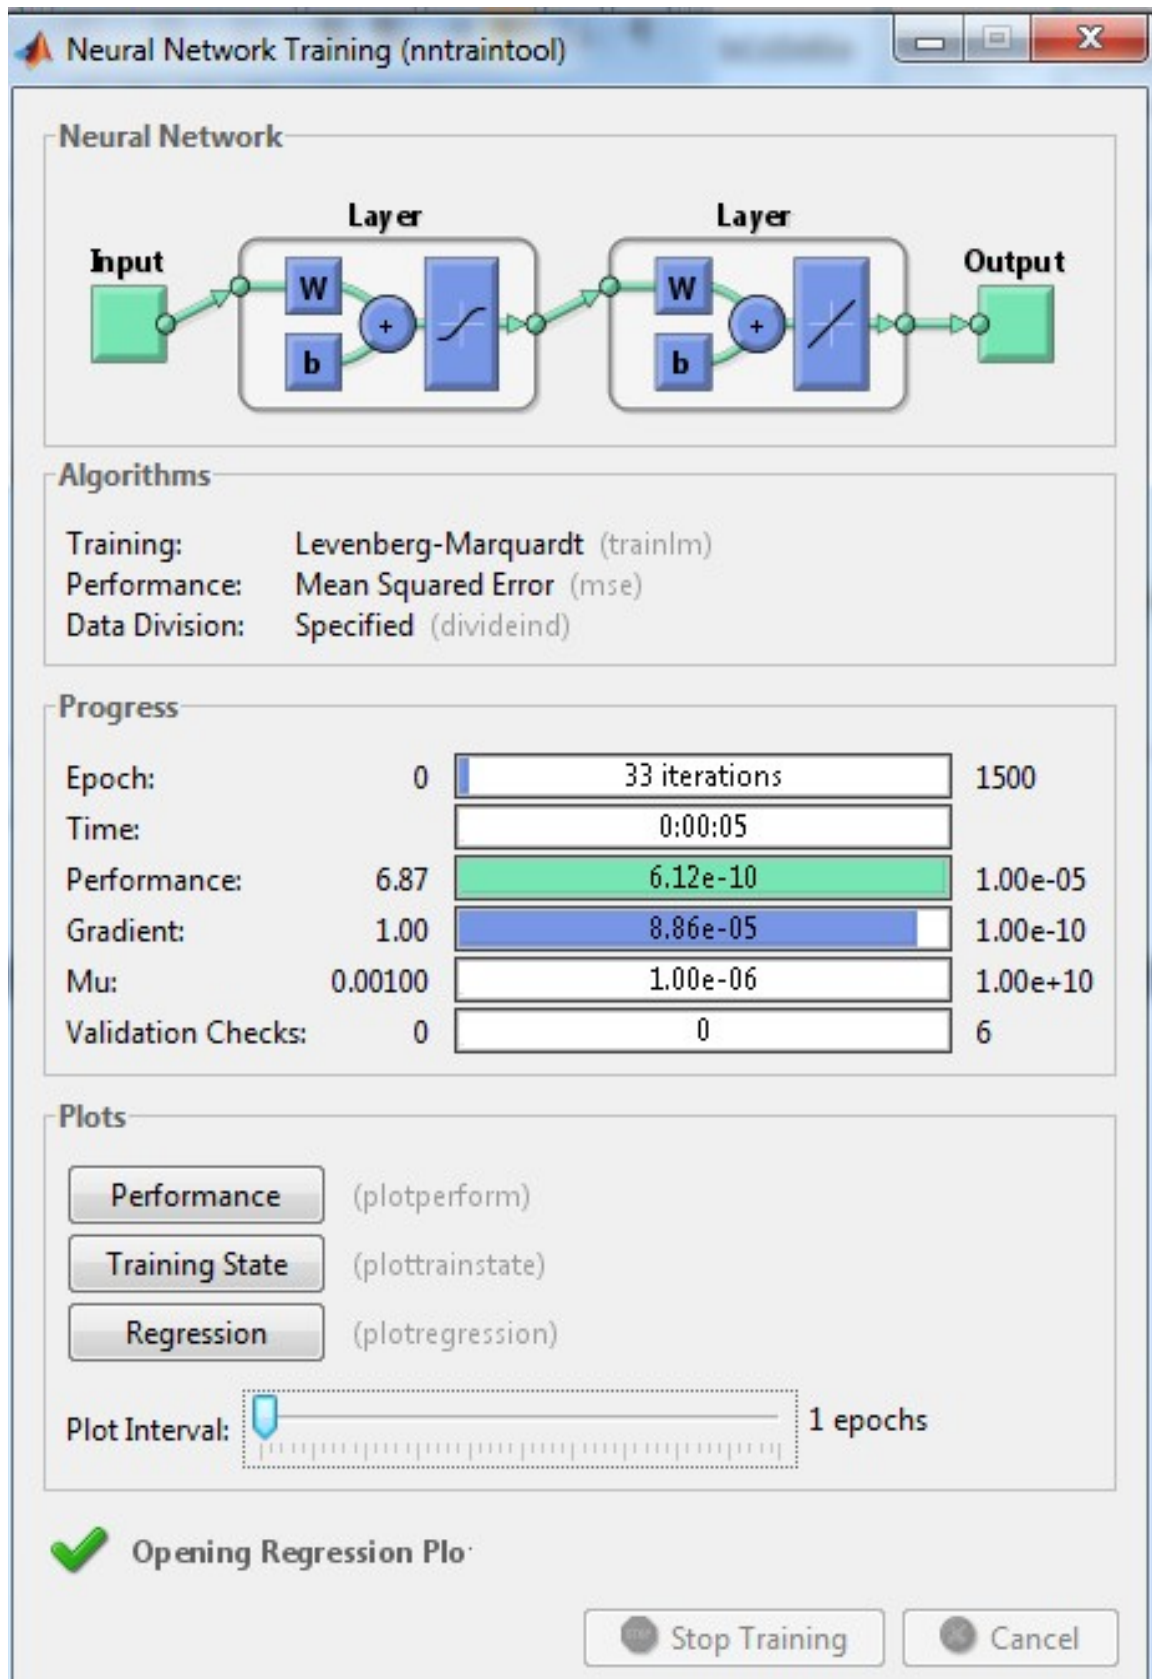 Neural Network Training (nntraintool)
Neural Network
Layer Layer
Input Output
W W
+ +
b b
Algorithms
Training: Levenberg-Marquardt (trainlm)
Performance: Mean Squared Error (mse)
Data Division: Specified (divideind)
Progress
Epoch: 0 33 iterations 1500
Time: 0:00:05
Performance: 6.87 6.12e-10 1.00e-05
Gradient: 1.00 8.86e-05 1.00e-10
Mu: 0.00100 1.00e-06 1.00e+10
Validation Checks: 0 0 6
Plots
Performance (plotperform)
Training State (plottrainstate)
Regression (plotregression)
Plot Interval: 1 epochs
Opening Regression Plo
Stop Training Cancel